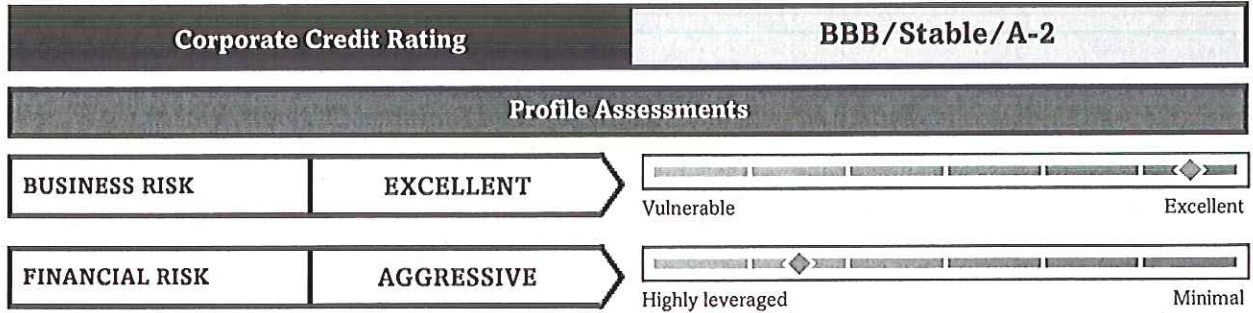 Corporate Credit Rating BBB/Stable/A-2
Profile Assessments
BUSINESS RISK EXCELLENT
Vulnerable Excellent
FINANCIAL RISK AGGRESSIVE
Highly leveraged Minimal